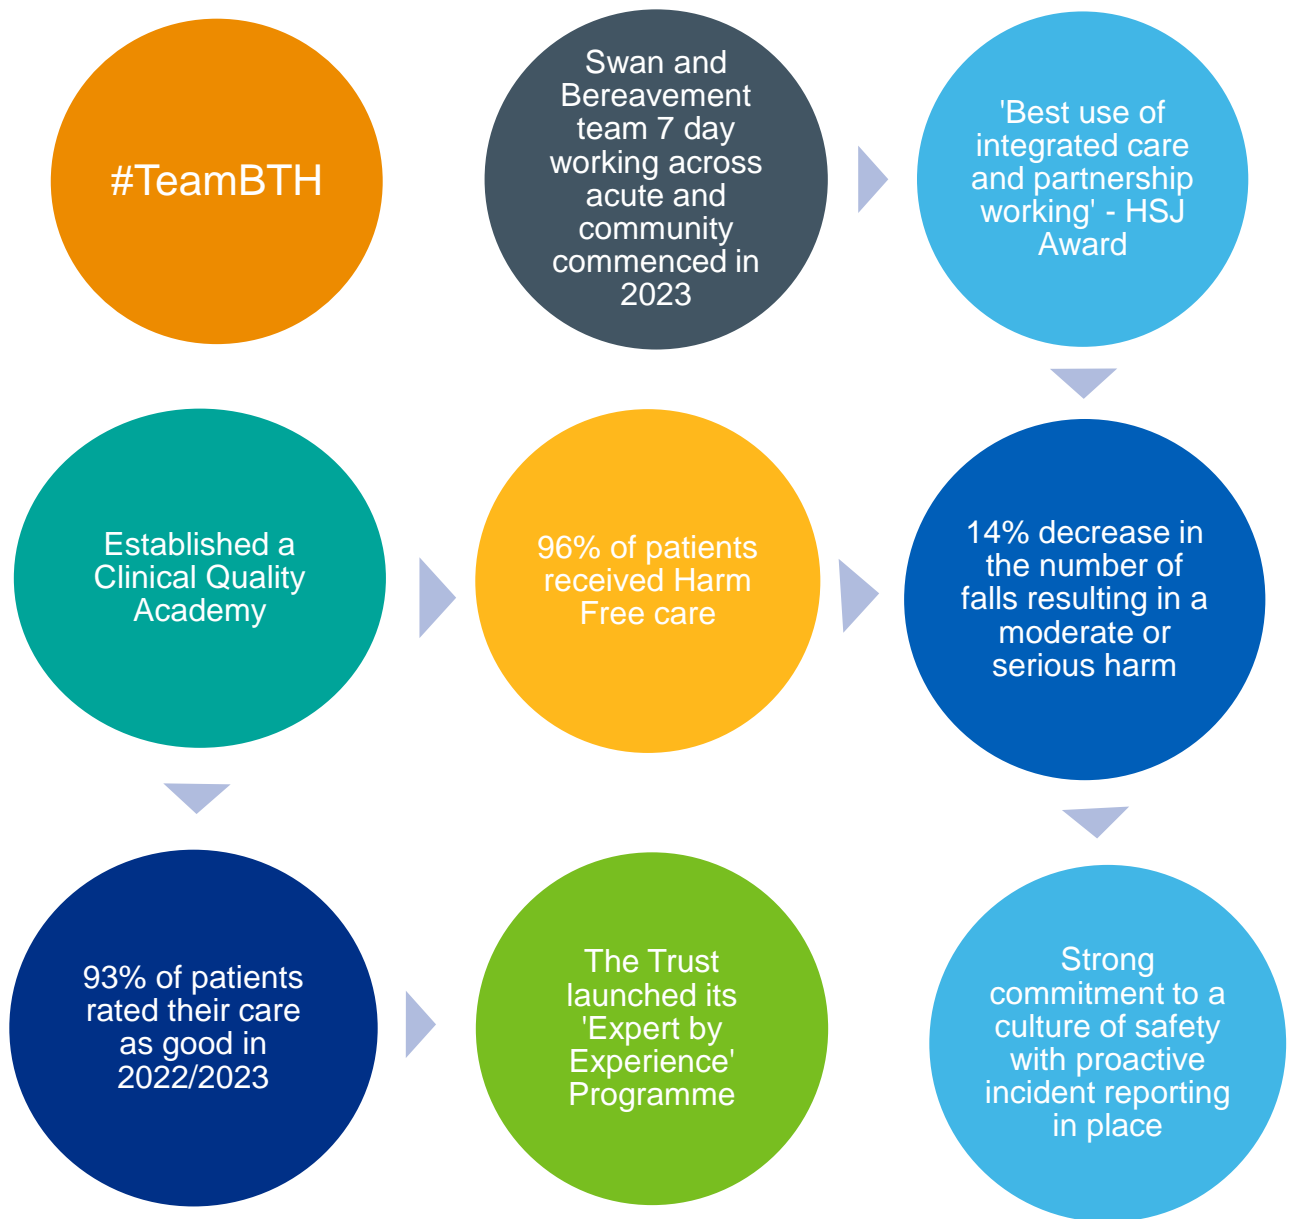 #TeamBTH
Swan and
Bereavement
team 7 day
working across
acute and
community
commenced in
2023
'Best use of
integrated care
and partnership
working' - HSJ
Award
Established a
Clinical Quality
Academy
96% of patients
received Harm
Free care
14% decrease in
the number of
falls resulting in a
moderate or
serious harm
93% of patients
rated their care
as good in
2022/2023
The Trust
launched its
'Expert by
Experience'
Programme
Strong
commitment to a
culture of safety
with proactive
incident reporting
in place